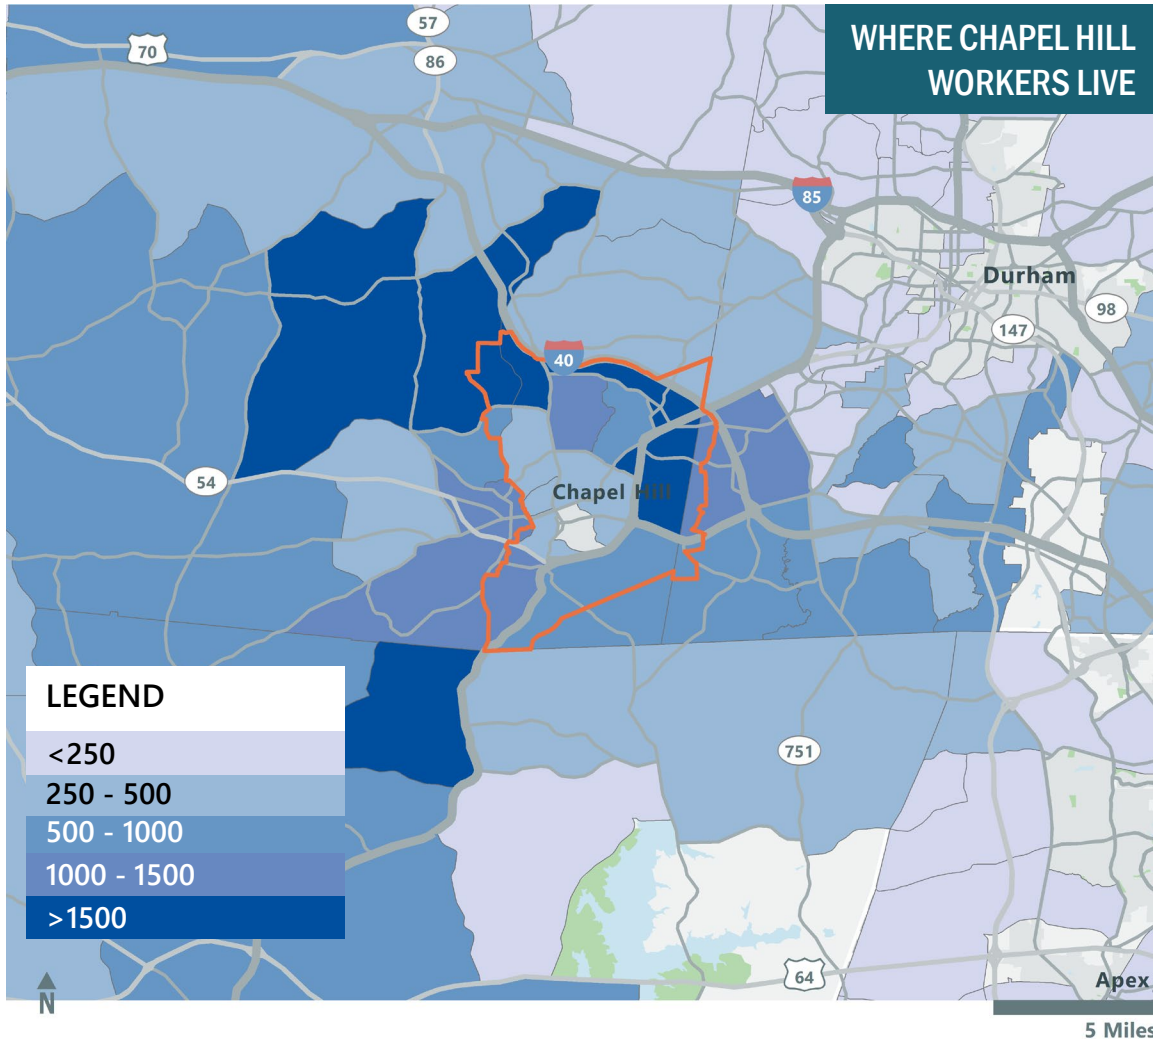 57
70
86
WHERE CHAPEL HILL
WORKERS LIVE
85
Durham
98
147
40
54
Chapel Hill
LEGEND
<250
250 - 500
500 - 1000
1000 - 1500
>1500
751
64
Apex
N
5 Miles